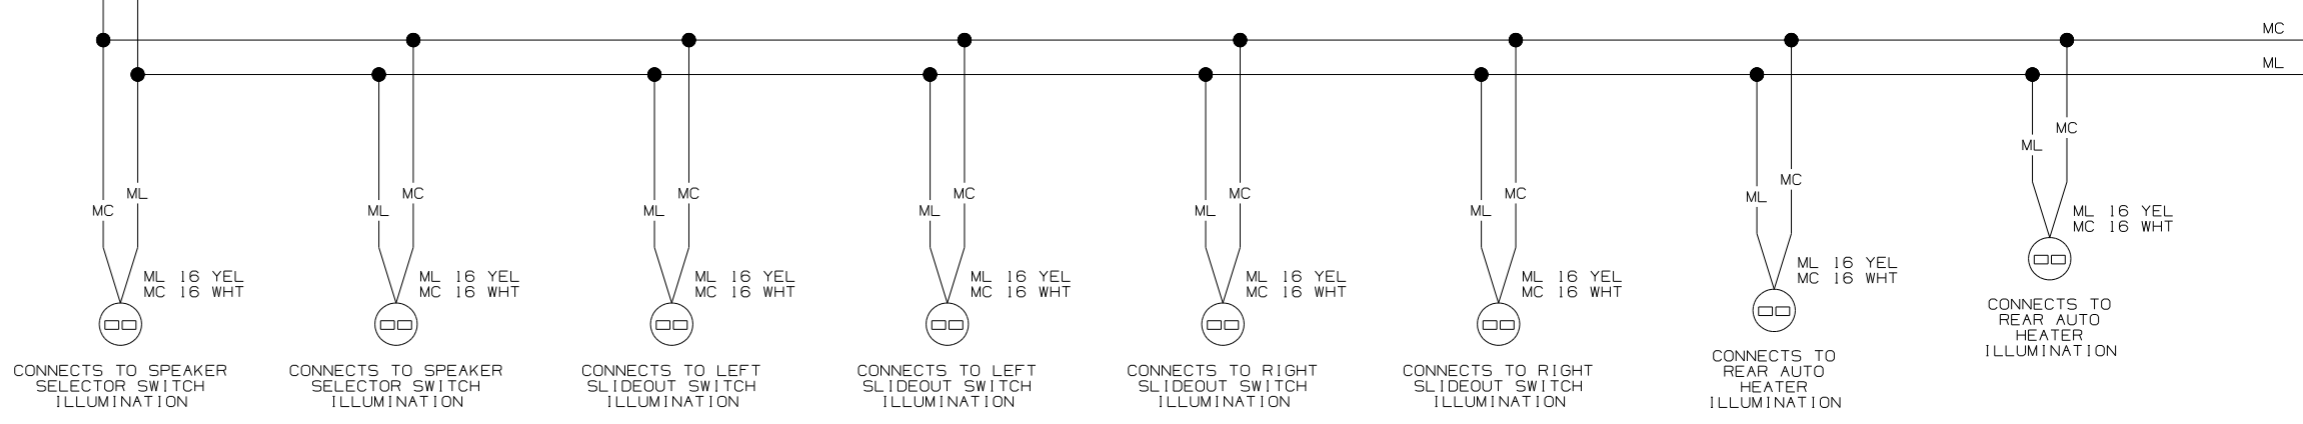 MC
ML
MC
ML
ML 16 YEL
MC 16 WHT
CONNECTS TO SPEAKER
SELECTOR SWITCH
ILLUMINATION
ML
MC
ML 16 YEL
MC 16 WHT
CONNECTS TO SPEAKER
SELECTOR SWITCH
ILLUMINATION
ML
MC
ML 16 YEL
MC 16 WHT
CONNECTS TO LEFT
SLIDEOUT SWITCH
ILLUMINATION
ML
MC
ML 16 YEL
MC 16 WHT
CONNECTS TO LEFT
SLIDEOUT SWITCH
ILLUMINATION
ML
MC
ML 16 YEL
MC 16 WHT
CONNECTS TO RIGHT
SLIDEOUT SWITCH
ILLUMINATION
ML
MC
ML 16 YEL
MC 16 WHT
CONNECTS TO RIGHT
SLIDEOUT SWITCH
ILLUMINATION
ML
MC
ML 16 YEL
MC 16 WHT
CONNECTS TO
REAR AUTO
HEATER
ILLUMINATION
ML
MC
ML 16 YEL
MC 16 WHT
CONNECTS TO
REAR AUTO
HEATER
ILLUMINATION